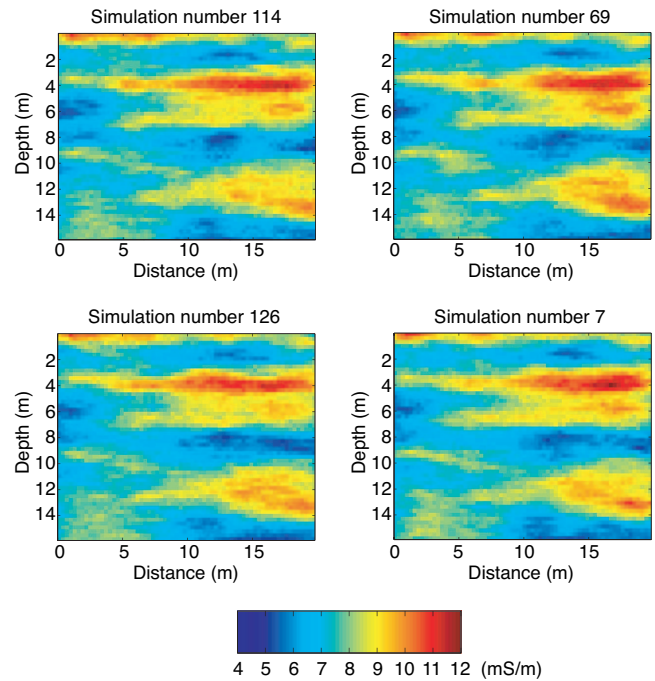 Simulation number 114
Simulation number 69
Depth (m)
2
4
6
8
10
12
14
0 5 10 15
Distance (m)
Depth (m)
2
4
6
8
10
12
14
0 5 10 15
Distance (m)
Simulation number 126
Simulation number 7
Depth (m)
2
4
6
8
10
12
14
0 5 10 15
Distance (m)
Depth (m)
2
4
6
8
10
12
14
0 5 10 15
Distance (m)
4 5 6 7 8 9 10 11 12 (mS/m)